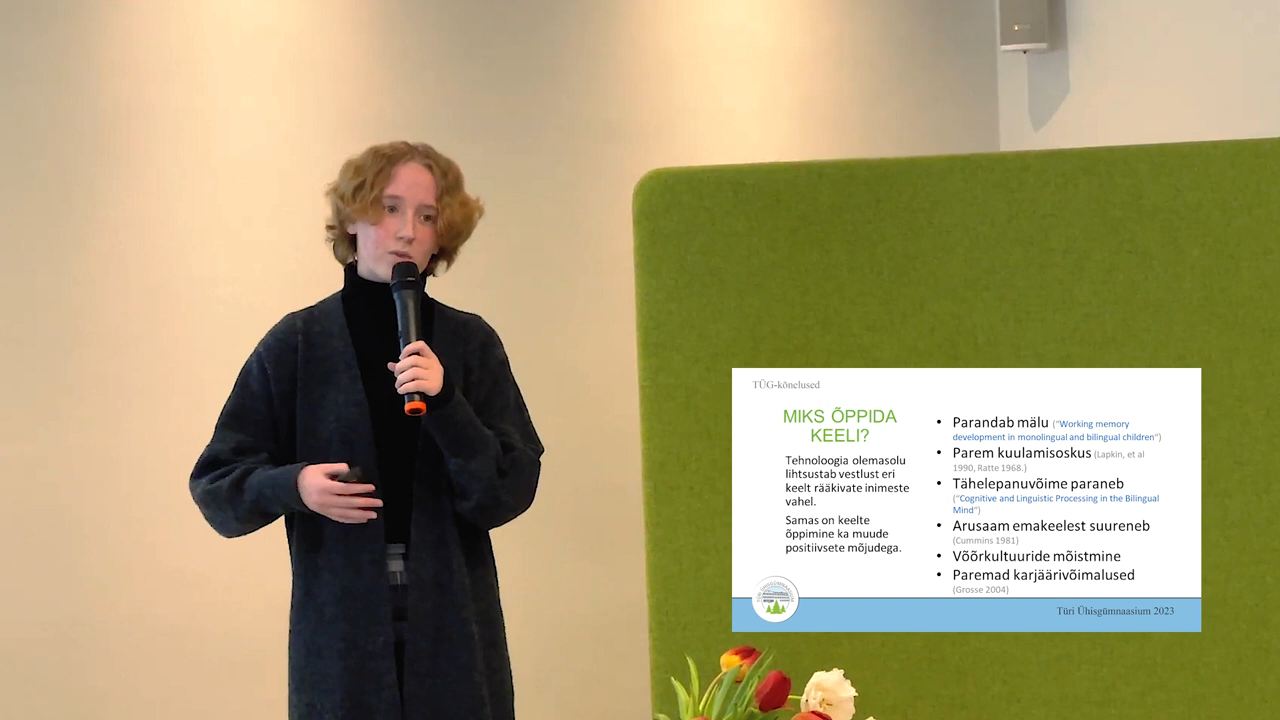 TÜG-kõnelused
MIKS ÕPPIDA
KEELI?
Tehnoloogia olemasolu
lihtsustab vestlust eri
keelt rääkivate inimeste
vahel.
Samas on keelte
õppimine ka muude
positiivsete mõjudega.
• Parandab mälu ("Working memory
development in monolingual and bilingual children")
• Parem kuulamisoskus (Lapkin, et al
1990, Ratte 1968.)
• Tähelepanuvõime paraneb
("Cognitive and Linguistic Processing in the Bilingual
Mind")
• Arusaam emakeelest suureneb
(Cummins 1981)
• Võõrkultuuride mõistmine
• Paremad karjäärivõimalused
(Grosse 2004)
Türi Ühisgümnaasium 2023